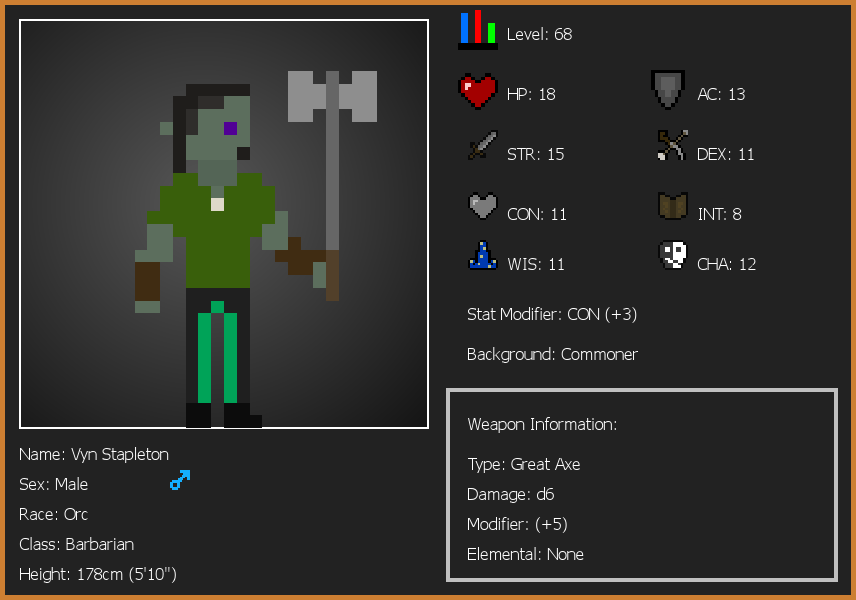 Level: 68
HP: 18
AC: 13
STR: 15
DEX: 11
CON: 11
INT: 8
WIS: 11
CHA: 12
Stat Modifier: CON (+3)
Background: Commoner
Weapon Information:
Type: Great Axe
Damage: d6
Modifier: (+5)
Elemental: None
Name: Vyn Stapleton
Sex: Male
Race: Orc
Class: Barbarian
Height: 178cm (5'10")